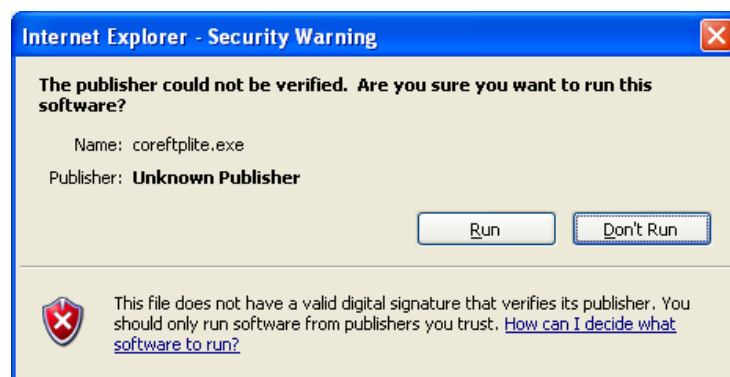 Internet Explorer - Security Warning
The publisher could not be verified.  Are you sure you want to run this
software?
Name: coreftplite.exe
Publisher: Unknown Publisher
Run Don't Run
This file does not have a valid digital signature that verifies its publisher. You
should only run software from publishers you trust. How can I decide what
software to run?